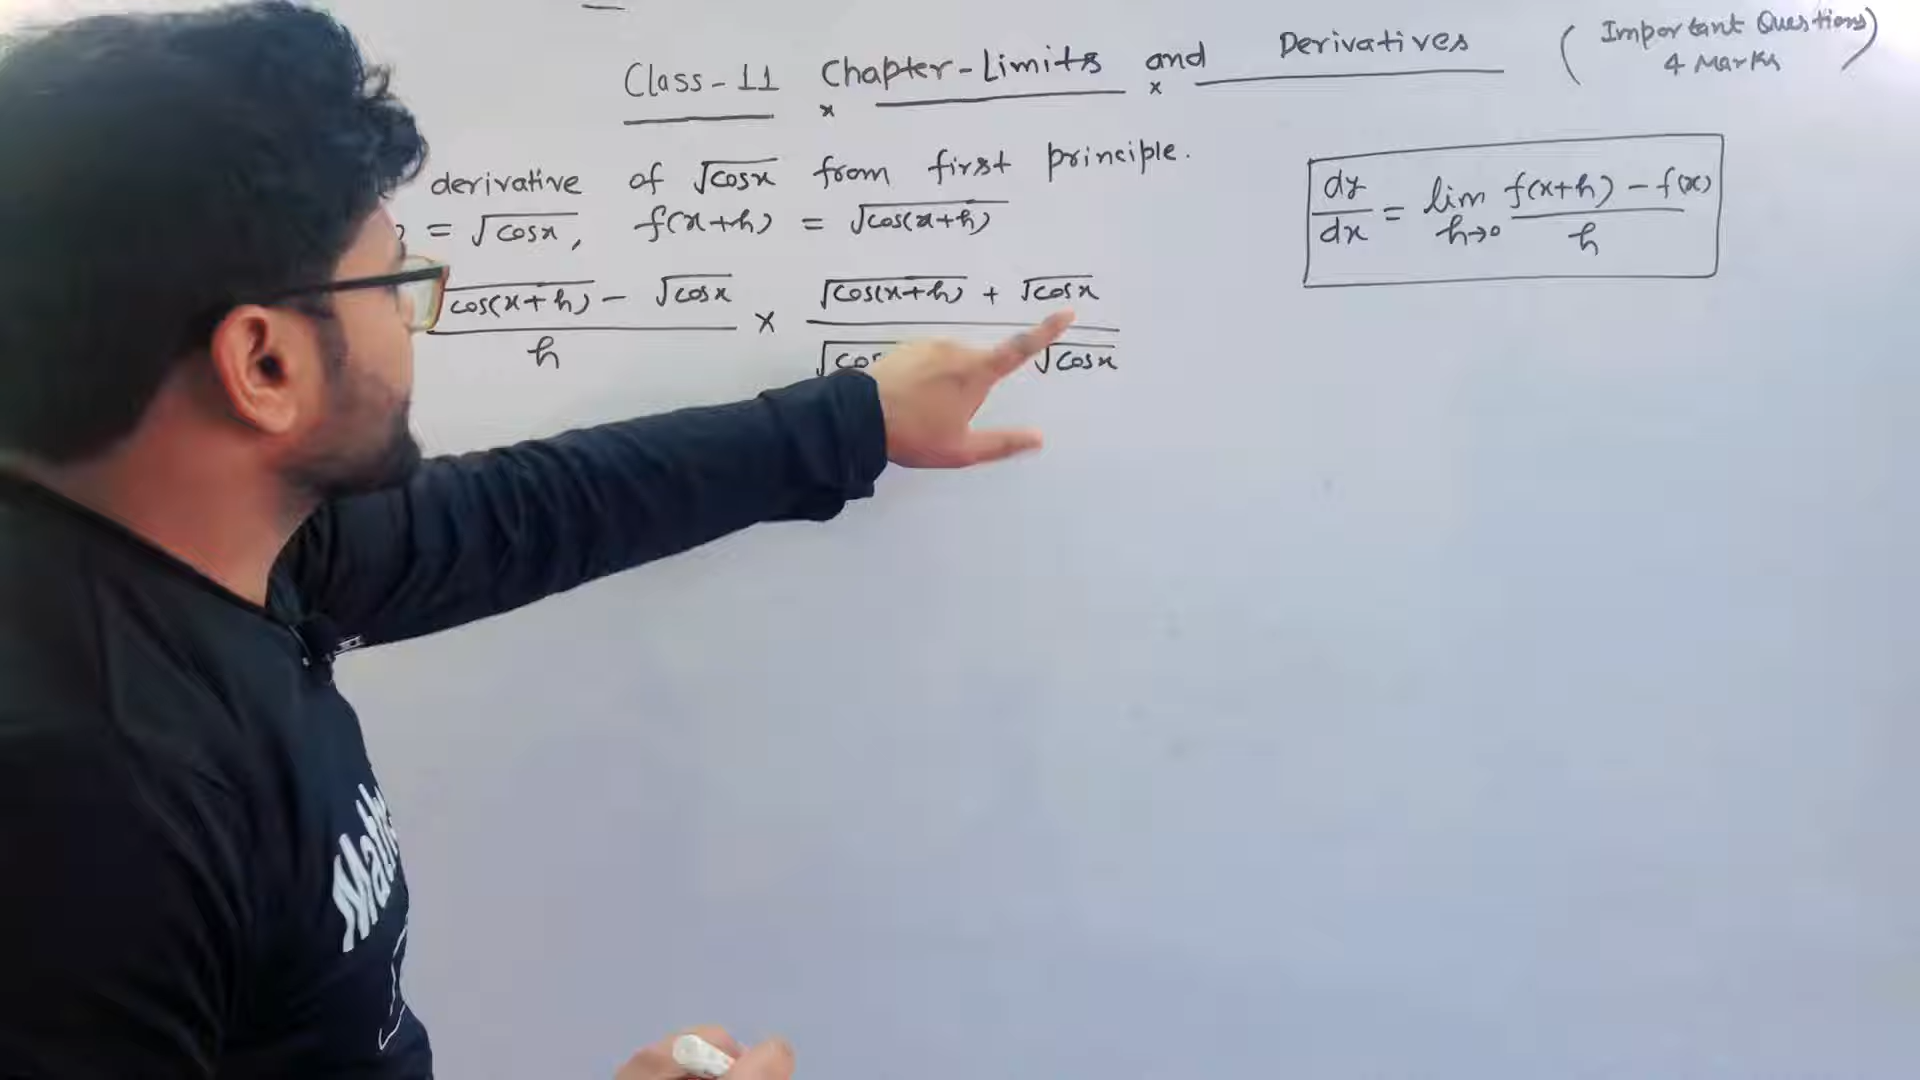 Class-11 Chapter-Limits and Derivatives (Important Questions)
4 Marks
derivative of √cosx from first principle.
= √cosx, f(x+h) = √cos(x+h)
cos(x+h) - √cosx / h × √cos(x+h) + √cosx / √cos √cosx
dy/dx = lim h→0 f(x+h) - f(x) / h
Math